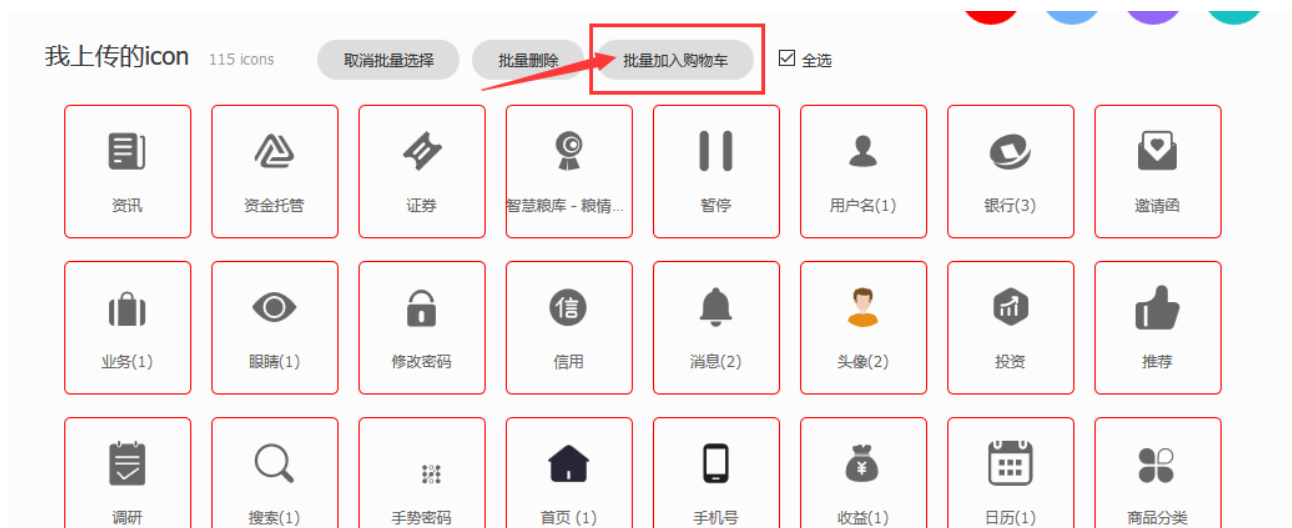 我上传的icon 115 icons 取消批量选择 批量删除 批量加入购物车 全选
资讯 资金托管 证券 智慧粮库 - 粮情... 暂停 用户名(1) 银行(3) 邀请函
信
业务(1) 眼睛(1) 修改密码 信用 消息(2) 头像(2) 投资 推荐
¥
调研 搜索(1) 手势密码 首页 (1) 手机号 收益(1) 日历(1) 商品分类